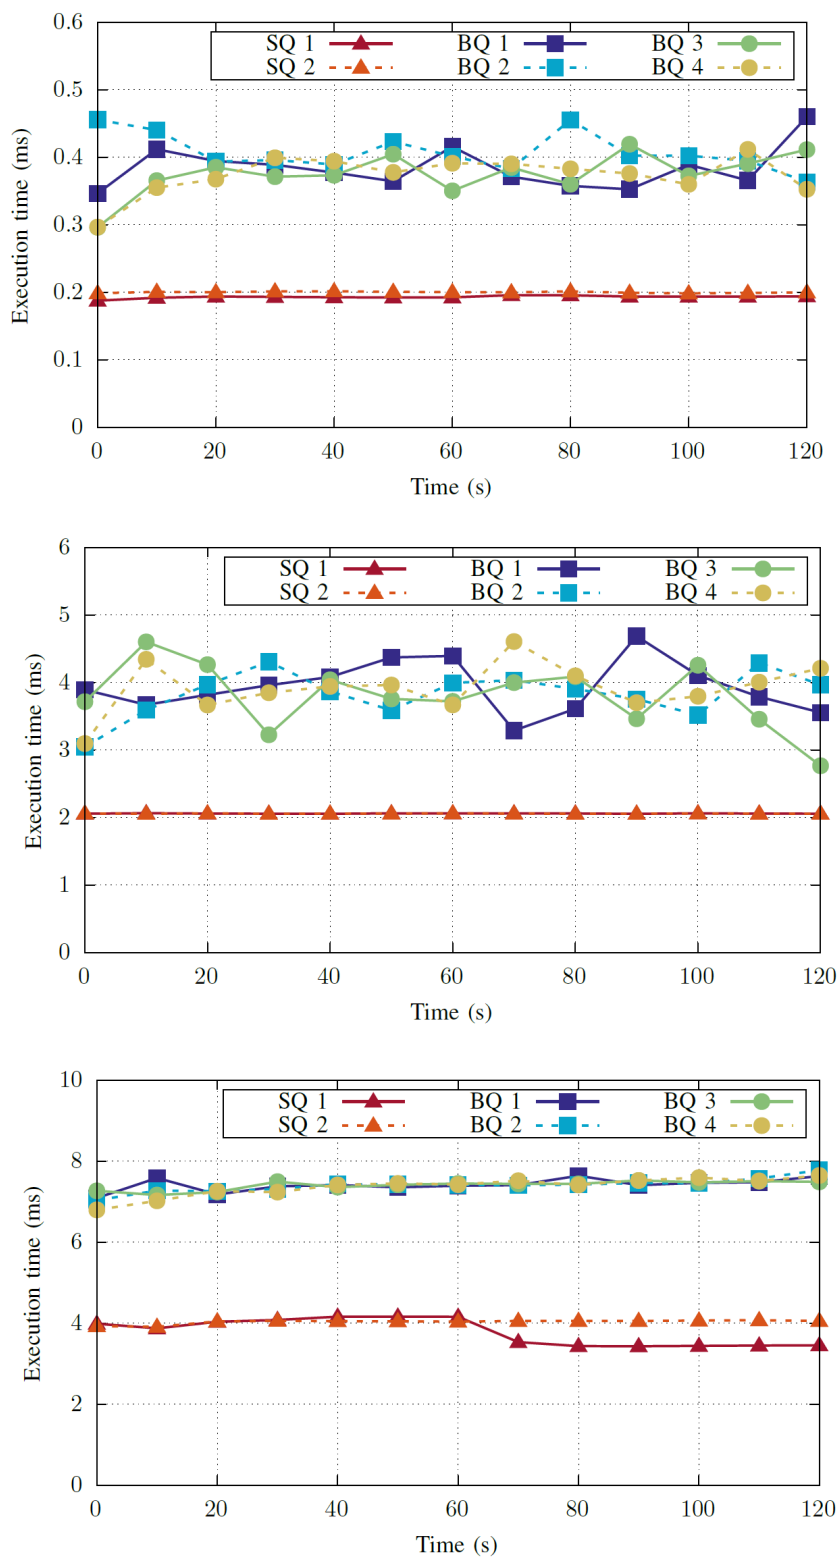 0.6
SQ 1 BQ 1 BQ 3
SQ 2 BQ 2 BQ 4
0.5
0.4
0.3
0.2
0.1
0
Execution time (ms)
0 20 40 60 80 100 120
Time (s)
6
SQ 1 BQ 1 BQ 3
SQ 2 BQ 2 BQ 4
5
4
3
2
1
0
Execution time (ms)
0 20 40 60 80 100 120
Time (s)
10
SQ 1 BQ 1 BQ 3
SQ 2 BQ 2 BQ 4
8
6
4
2
0
Execution time (ms)
0 20 40 60 80 100 120
Time (s)